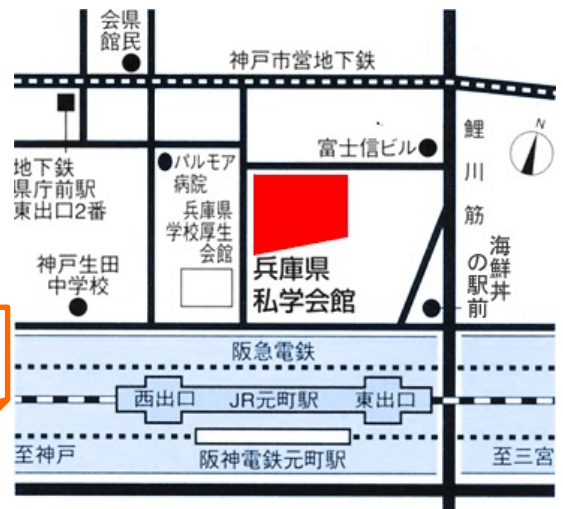 会県
館民
神戸市営地下鉄
鯉川筋
N
富士信ビル
パルモア
病院
地下鉄
県庁前駅
東出口2番
兵庫県
学校厚生
会館
海鮮丼
の駅前
神戸生田
中学校
兵庫県
私学会館
阪急電鉄
西出口
JR元町駅
東出口
至神戸
阪神電鉄元町駅
至三宮